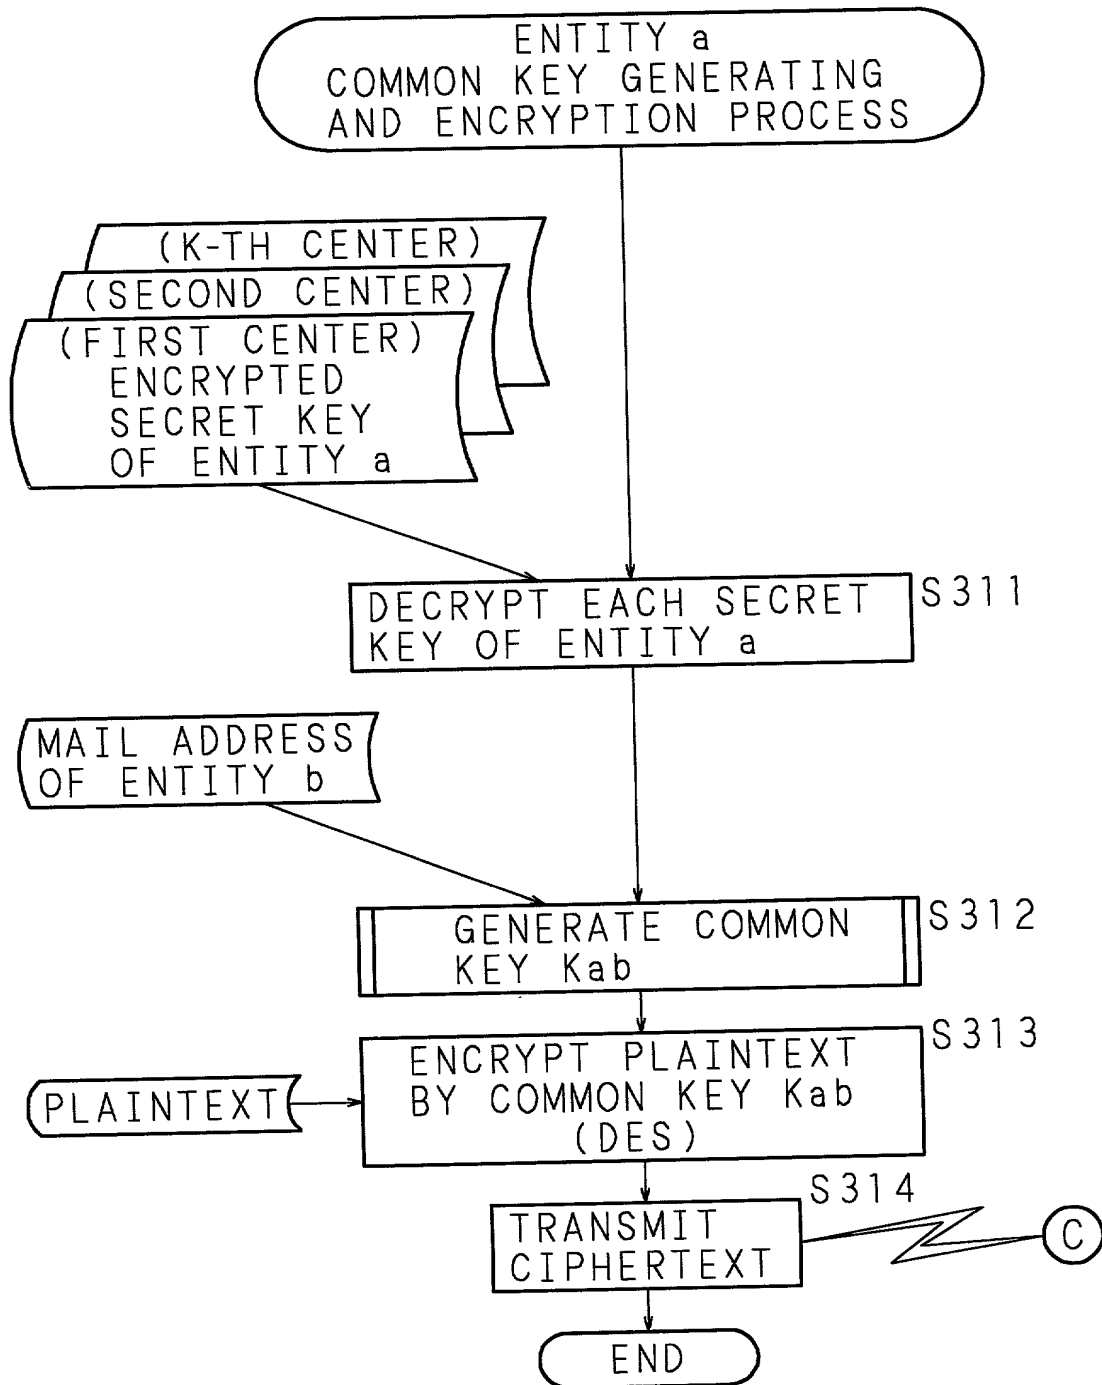 ENTITY a
COMMON KEY GENERATING
AND ENCRYPTION PROCESS
(K-TH CENTER)
(SECOND CENTER)
(FIRST CENTER)
ENCRYPTED
SECRET KEY
OF ENTITY a
DECRYPT EACH SECRET
KEY OF ENTITY a
S311
MAIL ADDRESS
OF ENTITY b
GENERATE COMMON
KEY Kab
S312
ENCRYPT PLAINTEXT
BY COMMON KEY Kab
(DES)
S313
PLAINTEXT
S314
TRANSMIT
CIPHERTEXT
C
END